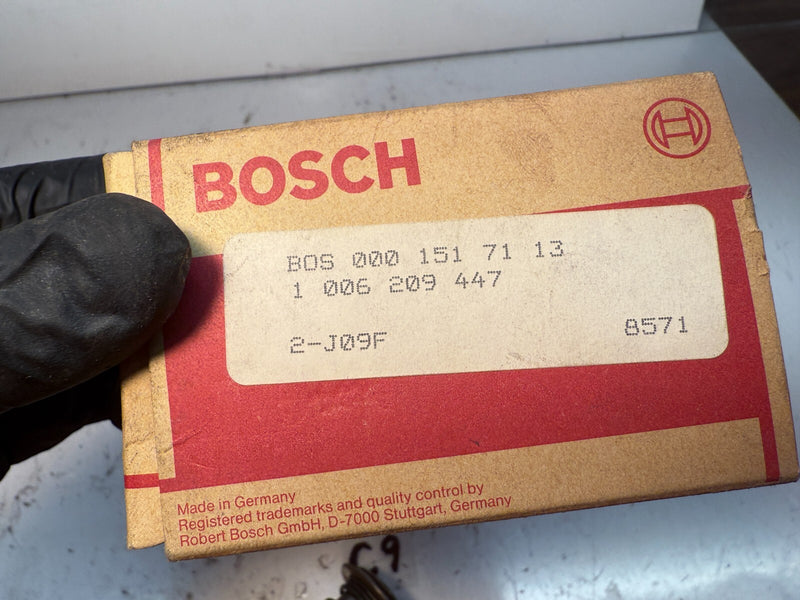 BOSCH
BOS 000 151 71 13
1 006 209 447
2-J09F 8571
Made in Germany
Registered trademarks and quality control by
Robert Bosch GmbH, D-7000 Stuttgart, Germany
C.9